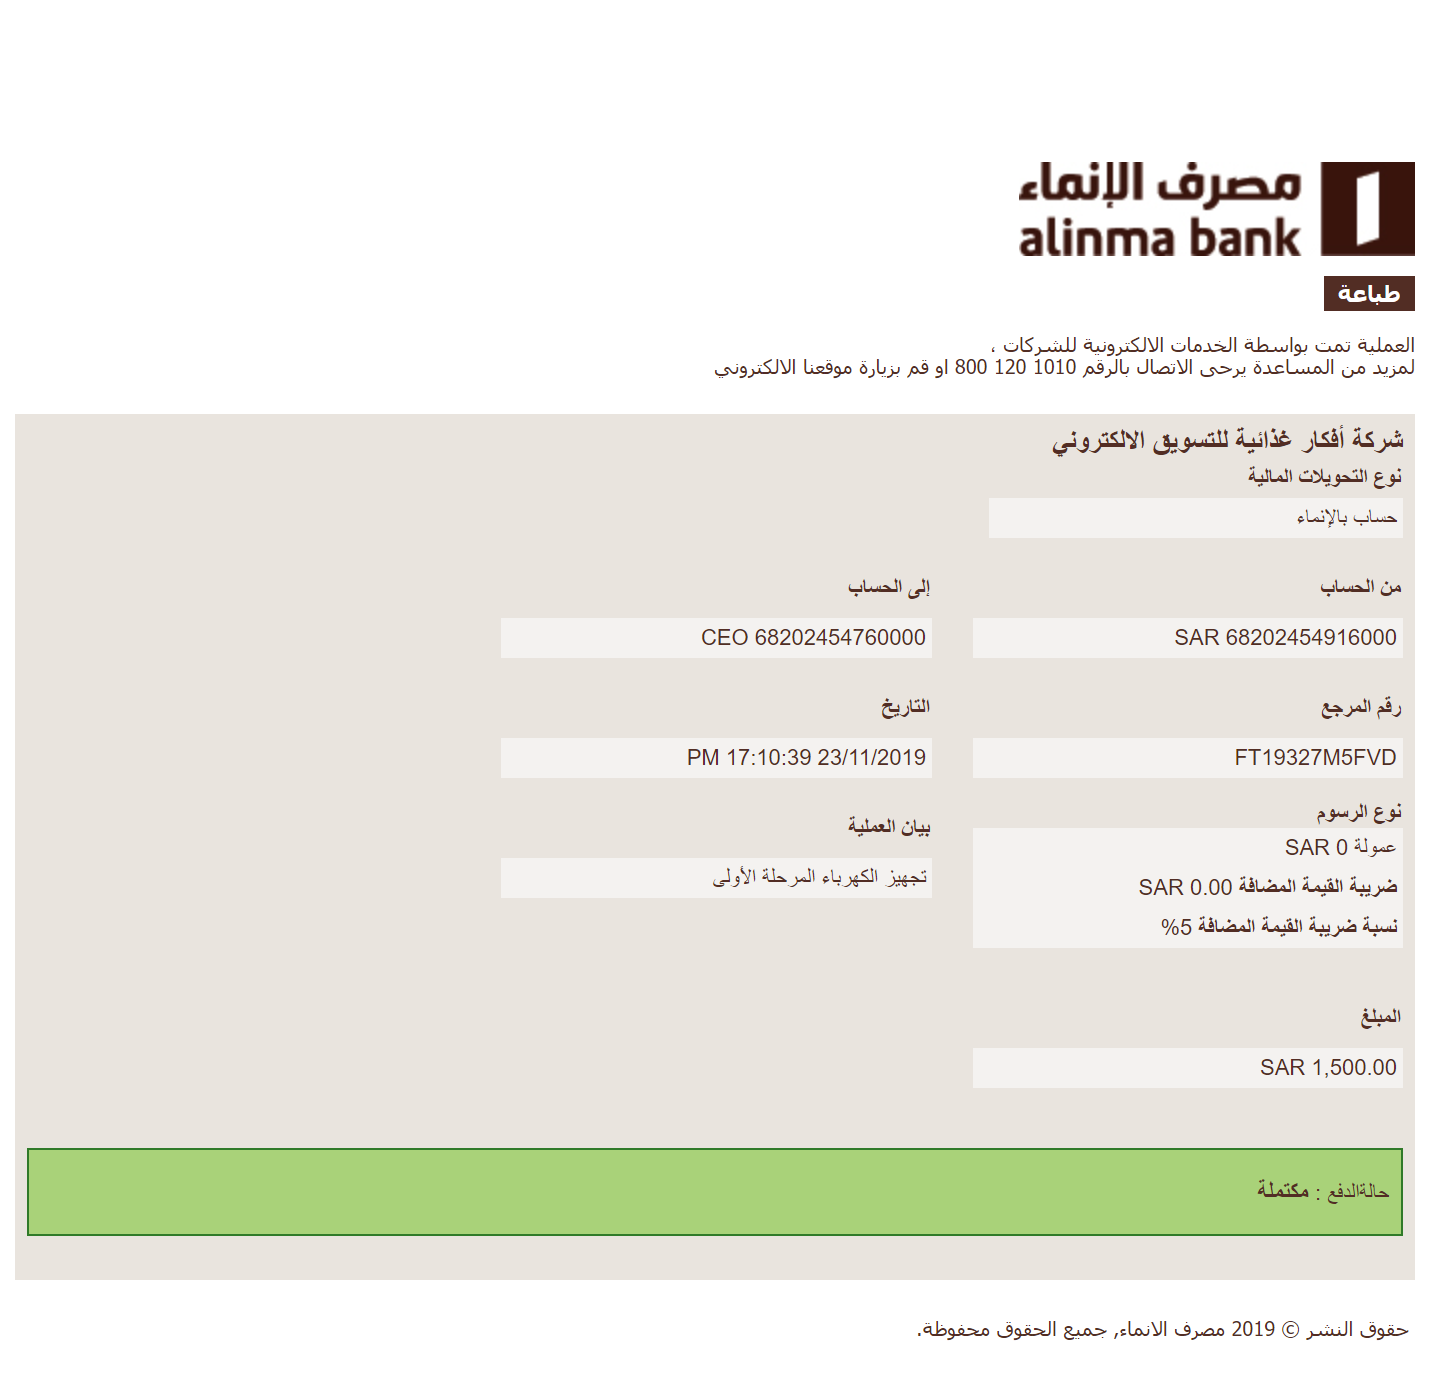 مصرف الإنماء
alinma bank
طباعة
العملية تمت بواسطة الخدمات الالكترونية للشركات ،
لمزيد من المساعدة يرحى الاتصال بالرقم 1010 120 800 او قم بزيارة موقعنا الالكتروني
شركة أفكار غذائية للتسويق الالكتروني
نوع التحويلات المالية
حساب بالإنماء
من الحساب
SAR 68202454916000
إلى الحساب
CEO 68202454760000
رقم المرجع
FT19327M5FVD
التاريخ
PM 17:10:39 23/11/2019
نوع الرسوم
عمولة SAR 0
ضريبة القيمة المضافة SAR 0.00
نسبة ضريبة القيمة المضافة 5%
بيان العملية
تجهيز الكهرباء المرحلة الأولى
المبلغ
SAR 1,500.00
حالةالدفع : مكتملة
حقوق النشر © 2019 مصرف الانماء, جميع الحقوق محفوظة.